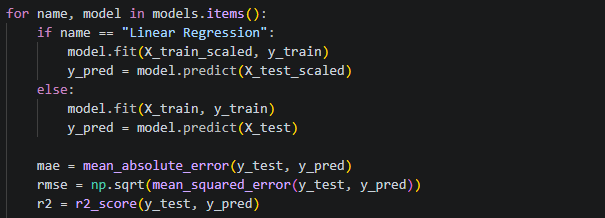 for name, model in models.items():
    if name == "Linear Regression":
        model.fit(X_train_scaled, y_train)
        y_pred = model.predict(X_test_scaled)
    else:
        model.fit(X_train, y_train)
        y_pred = model.predict(X_test)

    mae = mean_absolute_error(y_test, y_pred)
    rmse = np.sqrt(mean_squared_error(y_test, y_pred))
    r2 = r2_score(y_test, y_pred)